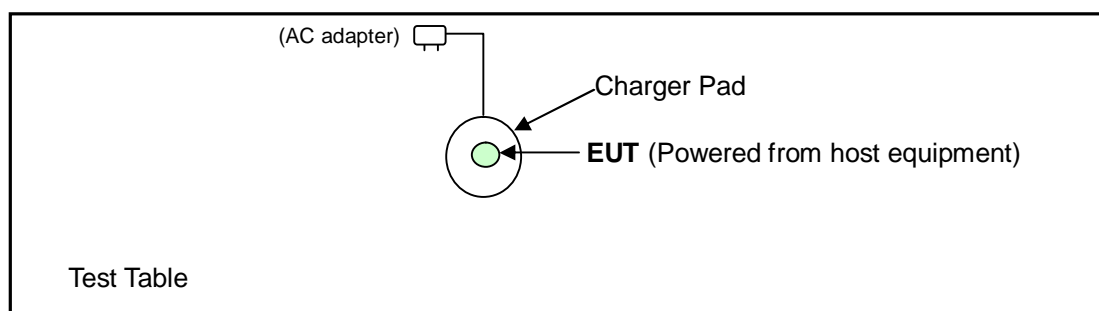 (AC adapter)
Charger Pad
EUT (Powered from host equipment)
Test Table